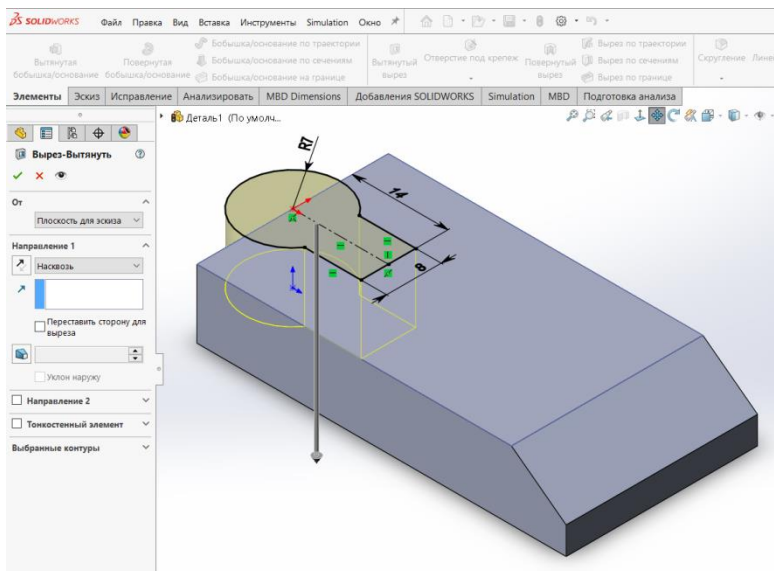 SOLIDWORKS Файл Правка Вид Вставка Инструменты Simulation Окно
Вытянутая бобышка/основание
Повернутая бобышка/основание
Бобышка/основание по траектории
Бобышка/основание по сечениям
Бобышка/основание на границе
Вытянутый вырез
Отверстие под крепеж
Повернутый вырез
Вырез по траектории
Вырез по сечениям
Вырез по границе
Скругление
Элементы Эскиз Исправление Анализировать MBD Dimensions Добавления SOLIDWORKS Simulation MBD Подготовка анализа
Деталь1 (По умолч...
Вырез-Вытянуть
От
Плоскость для эскиза
Направление 1
Насквозь
Переставить сторону для
выреза
Уклон наружу
Направление 2
Тонкостенный элемент
Выбранные контуры
R7
14
8